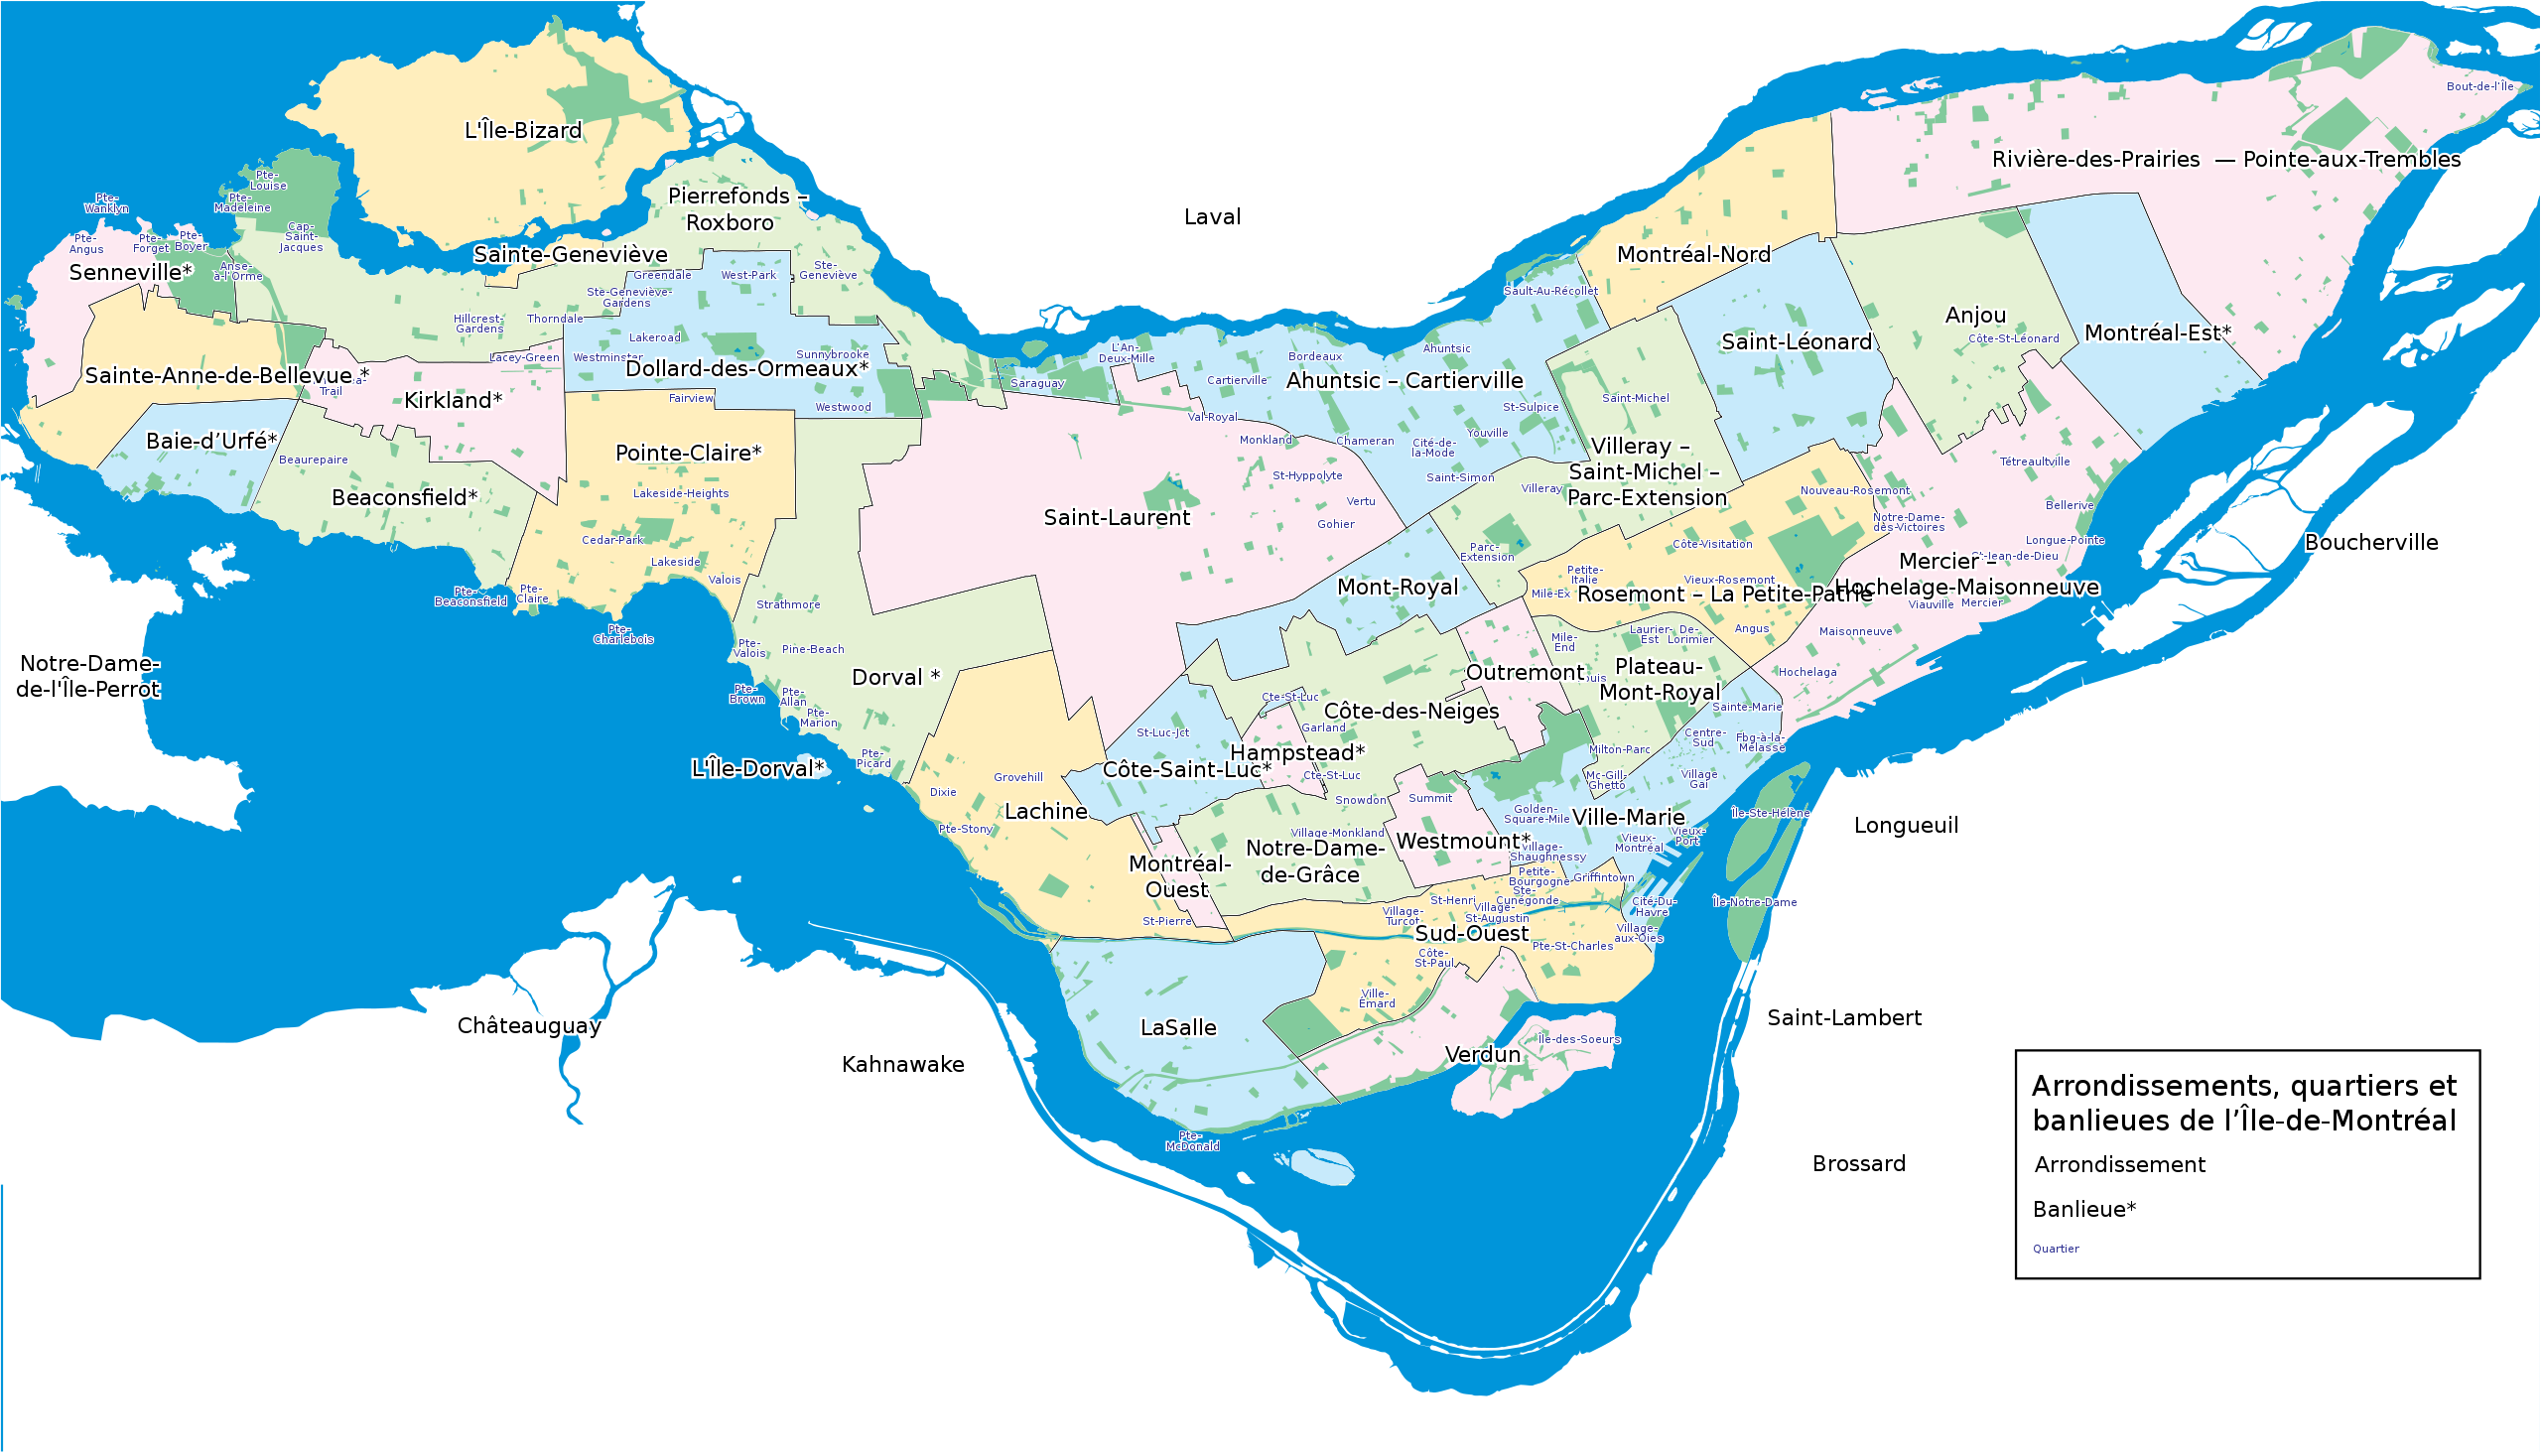 L'Île-Bizard
Pierrefonds –
Roxboro
Sainte-Geneviève
Pte-
Louise
Pte-
Madeleine
Pte-
Wanklyn
Cap-
Saint-
Jacques
Pte-
Angus
Pte-
Forget
Pte-
Boyer
Senneville*
Anse-
à-l'Orme
Greendale
West-Park
Ste-
Geneviève
Ste-Geneviève-
Gardens
Hillcrest-
Gardens
Thorndale
Lakeroad
Lacey-Green
Westminster
Sunnybrooke
Dollard-des-Ormeaux*
Sainte-Anne-de-Bellevue *
Trail
Kirkland*
Fairview
Westwood
Baie-d’Urfé*
Beaurepaire
Pointe-Claire*
Beaconsfield*
Lakeside-Heights
Cedar-Park
Lakeside
Valois
Pte-
Beaconsfield
Pte-
Claire
Pte-
Charlebois
Strathmore
Pte-
Valois
Pine-Beach
Dorval *
Pte-
Brown
Pte-
Allan
Pte-
Marion
Pte-
Picard
L'Île-Dorval*
Notre-Dame-
de-l'Île-Perrot
Laval
Rivière-des-Prairies — Pointe-aux-Trembles
Bout-de-l'Île
Montréal-Nord
Sault-Au-Récollet
Anjou
Côte-St-Léonard
Montréal-Est*
Saint-Léonard
L'An-
Deux-Mille
Saraguay
Bordeaux
Ahuntsic
Cartierville
Ahuntsic – Cartierville
St-Sulpice
Val-Royal
Monkland
Chameran
Cité-de-
la-Mode
Youville
Saint-Simon
Saint-Michel
Villeray –
Saint-Michel –
Parc-Extension
Villeray
Parc-
Extension
St-Hyppolyte
Vertu
Gohier
Saint-Laurent
Mont-Royal
Nouveau-Rosemont
Tétreaultville
Bellerive
Notre-Dame-
des-Victoires
Longue-Pointe
St-Jean-de-Dieu
Mercier –
Hochelage-Maisonneuve
Viauville
Mercier
Maisonneuve
Hochelaga
Côte-Visitation
Petite-
Italie
Mile-Ex
Vieux-Rosemont
Rosemont – La Petite-Patrie
Angus
Laurier-
Est
De-
Lorimier
Mile-
End
Plateau-
Mont-Royal
Outremont
Sainte-Marie
Centre-
Sud
Fbg-à-la-
Mélasse
Milton-Parc
Mc-Gill-
Ghetto
Village
Gai
Cte-St-Luc
Côte-des-Neiges
Garland
Hampstead*
Cte-St-Luc
St-Luc-Jct
Côte-Saint-Luc*
Snowdon
Summit
Golden-
Square-Mile
Ville-Marie
Vieux-
Montréal
Vieux-
Port
Westmount*
Village-
Shaughnessy
Village-Monkland
Notre-Dame-
de-Grâce
Grovehill
Dixie
Lachine
Pte-Stony
Montréal-
Ouest
St-Pierre
Petite-
Bourgogne
Griffintown
Ste-
Cunégonde
St-Henri
Village-
St-Augustin
Village-
Turcot
Sud-Ouest
Cité-Du-
Havre
Village-
aux-Oies
Pte-St-Charles
Côte-
St-Paul
Ville-
Émard
LaSalle
Verdun
Île-des-Soeurs
Pte-
McDonald
Île-Ste-Hélène
Île-Notre-Dame
Boucherville
Longueuil
Saint-Lambert
Brossard
Châteauguay
Kahnawake
Arrondissements, quartiers et
banlieues de l’Île-de-Montréal
Arrondissement
Banlieue*
Quartier